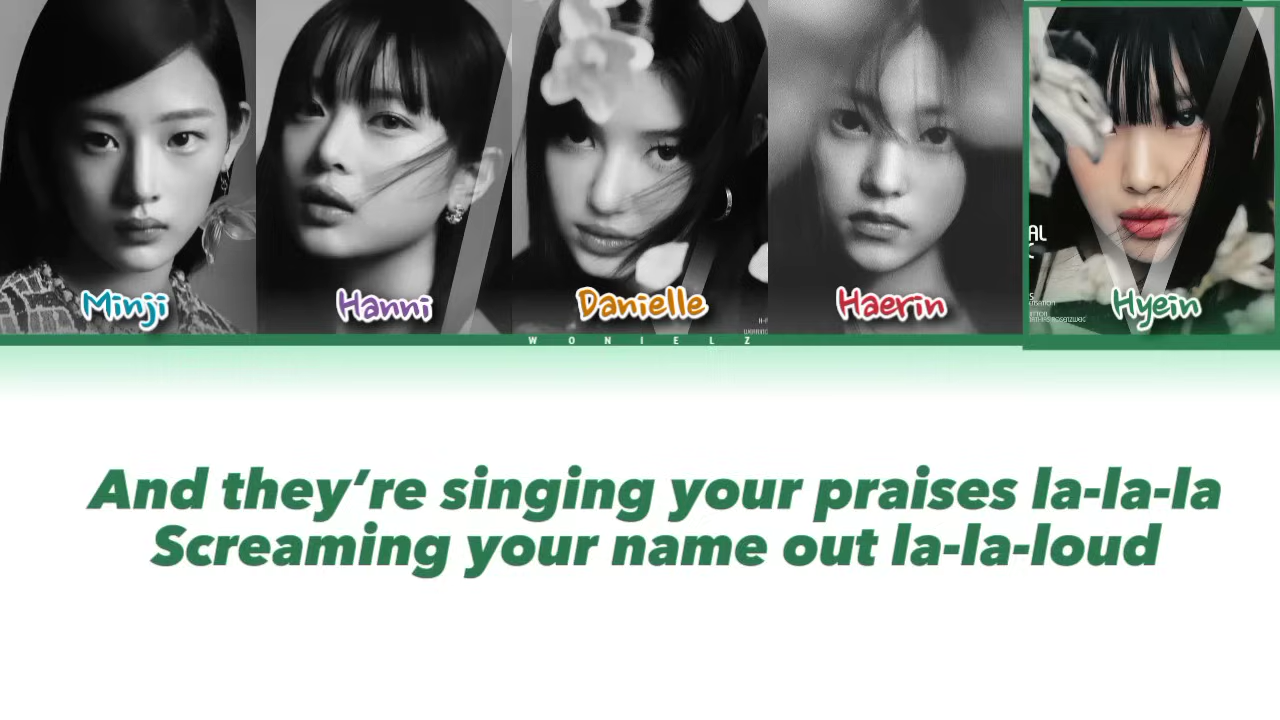 Minji
Hanni
Danielle
Haerin
Hyein
W O N I E L Z
And they're singing your praises la-la-la
Screaming your name out la-la-loud